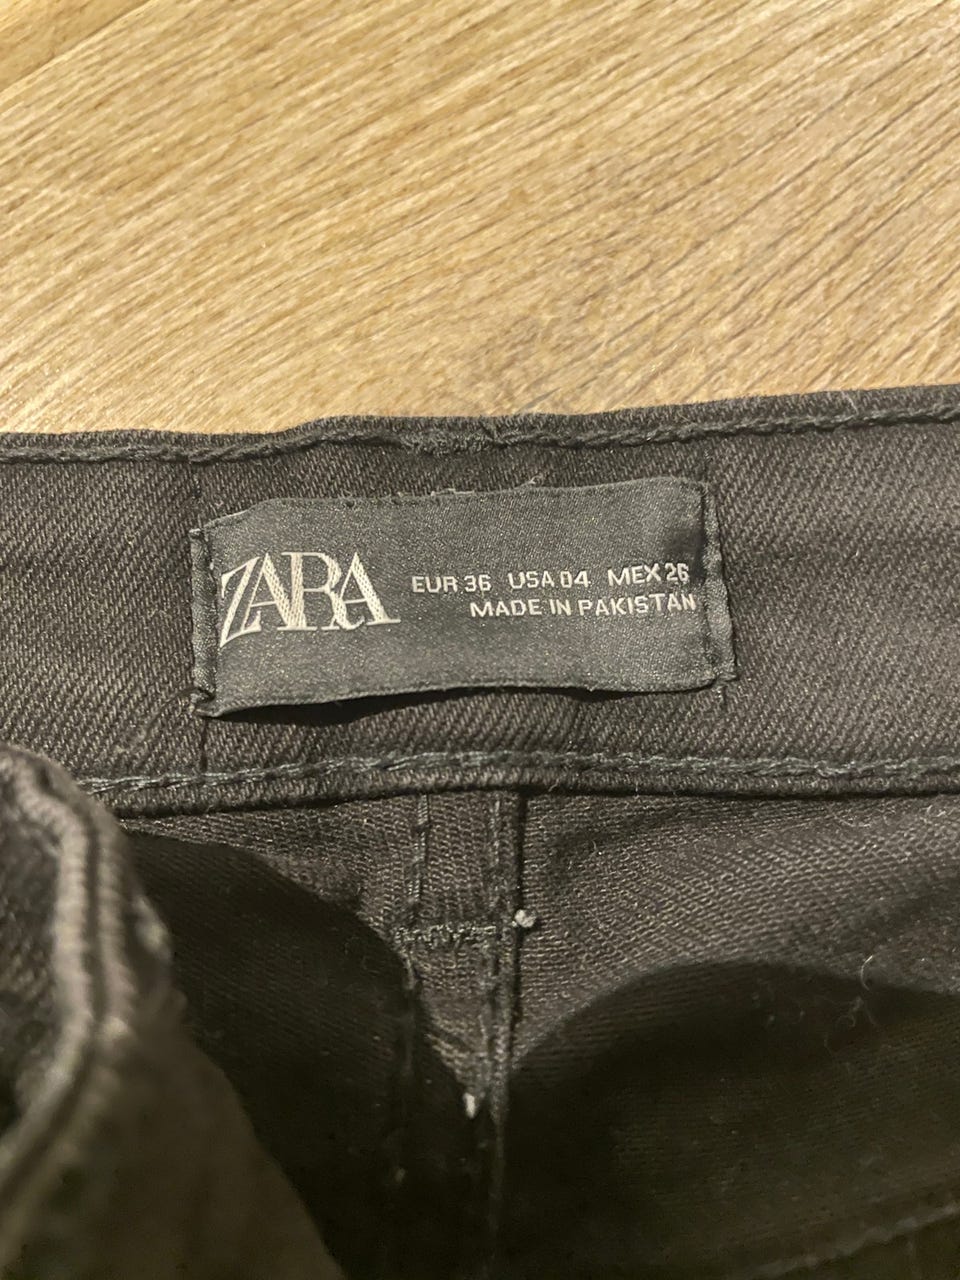 ZARA
EUR 36 USA 04 MEX 26
MADE IN PAKISTAN